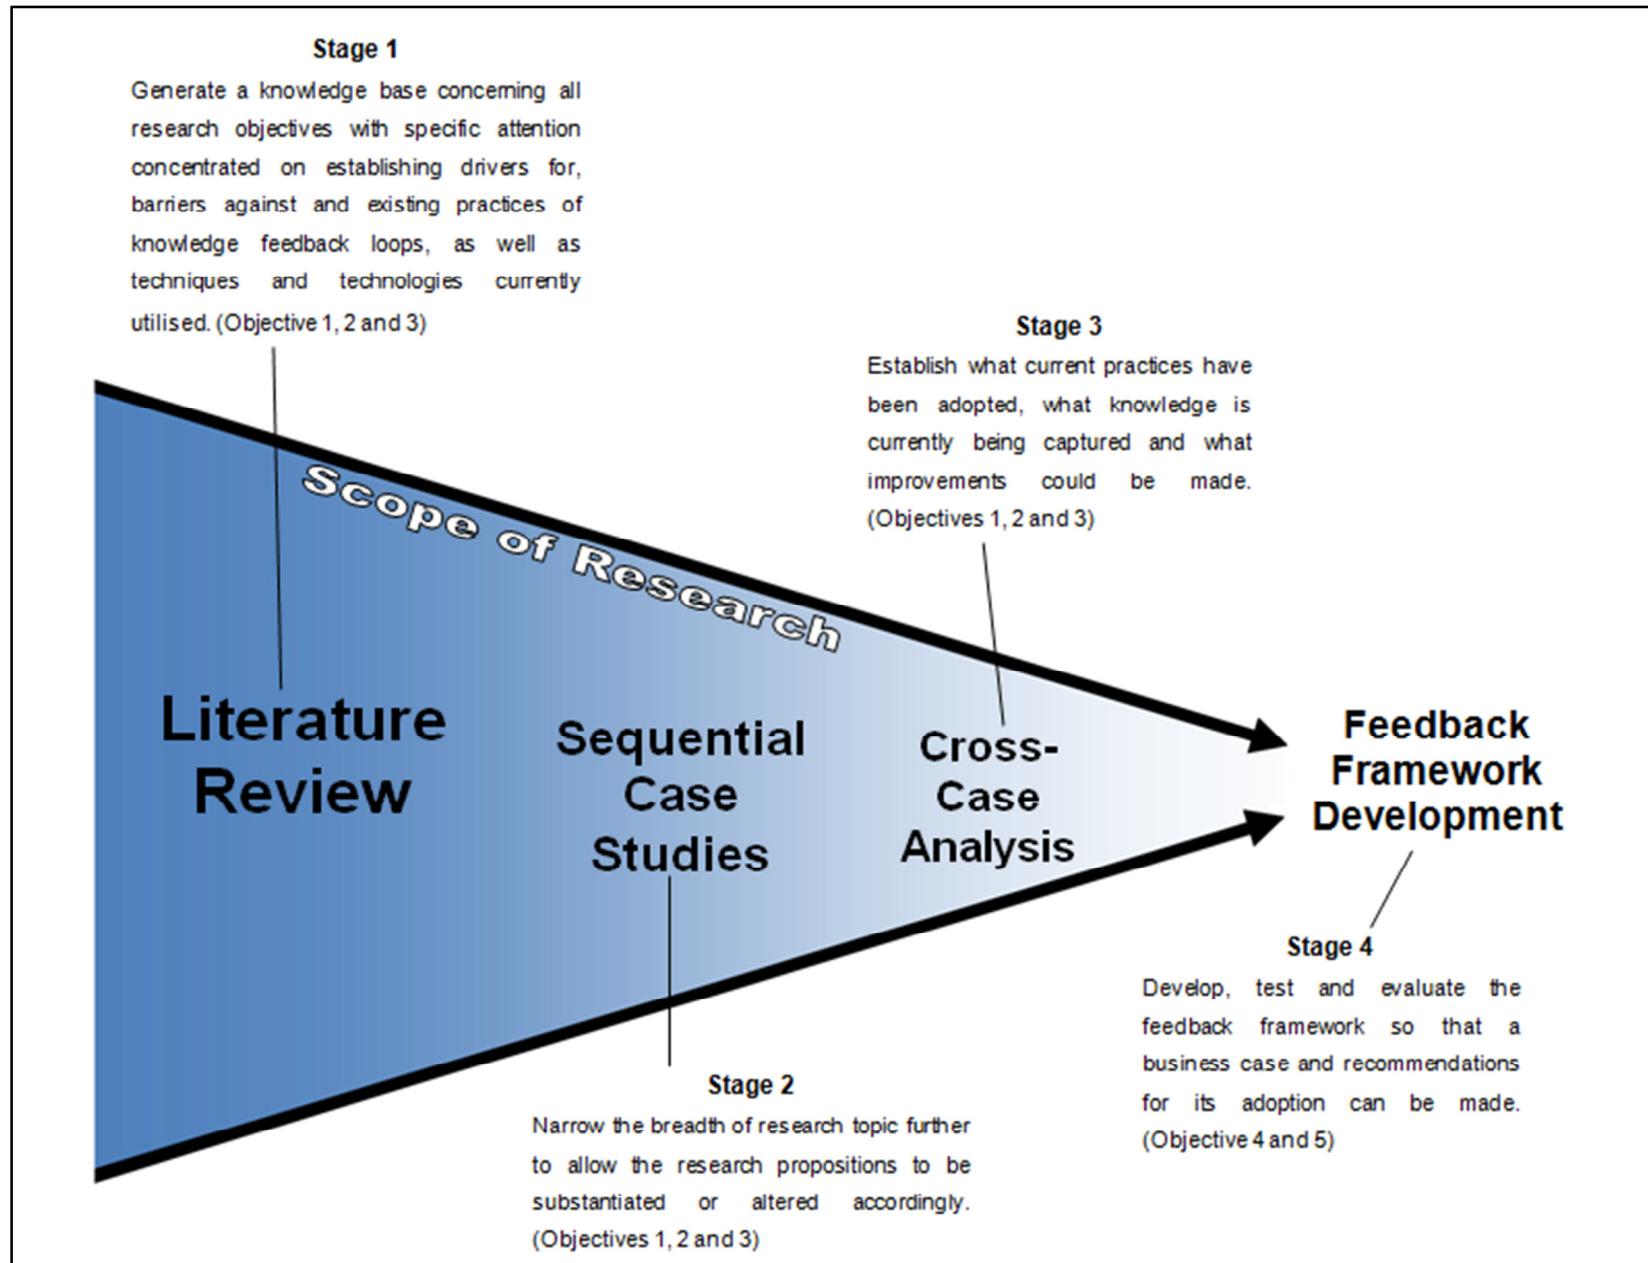 Stage 1
Generate a knowledge base concerning all
research objectives with specific attention
concentrated on establishing drivers for,
barriers against and existing practices of
knowledge feedback loops, as well as
techniques and technologies currently
utilised. (Objective 1, 2 and 3)
Stage 3
Establish what current practices have
been adopted, what knowledge is
currently being captured and what
improvements could be made.
(Objectives 1, 2 and 3)
Scope of Research
Literature
Review
Sequential
Case
Studies
Cross-
Case
Analysis
Feedback
Framework
Development
Stage 2
Narrow the breadth of research topic further
to allow the research propositions to be
substantiated or altered accordingly.
(Objectives 1, 2 and 3)
Stage 4
Develop, test and evaluate the
feedback framework so that a
business case and recommendations
for its adoption can be made.
(Objective 4 and 5)